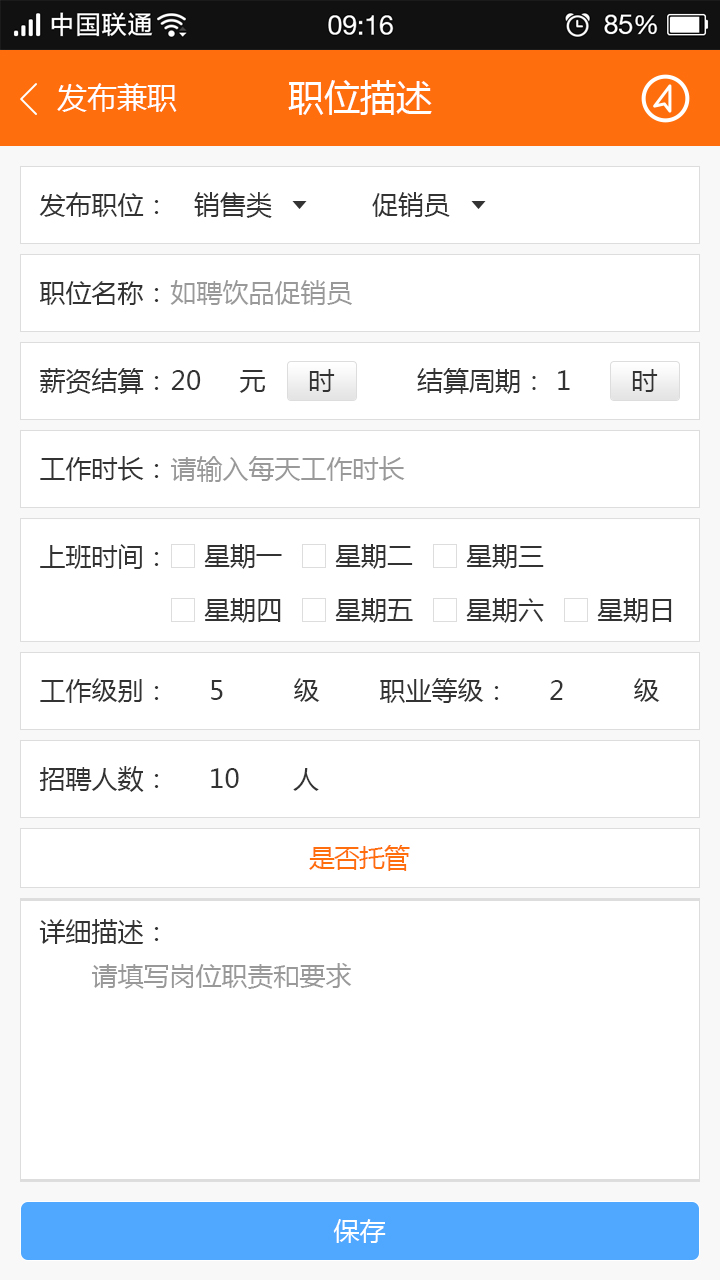 中国联通 09:16 85%
发布兼职 职位描述
发布职位： 销售类 促销员
职位名称：如聘饮品促销员
薪资结算：20 元 时 结算周期： 1 时
工作时长：请输入每天工作时长
上班时间： 星期一 星期二 星期三
星期四 星期五 星期六 星期日
工作级别： 5 级 职业等级： 2 级
招聘人数： 10 人
是否托管
详细描述：
请填写岗位职责和要求
保存